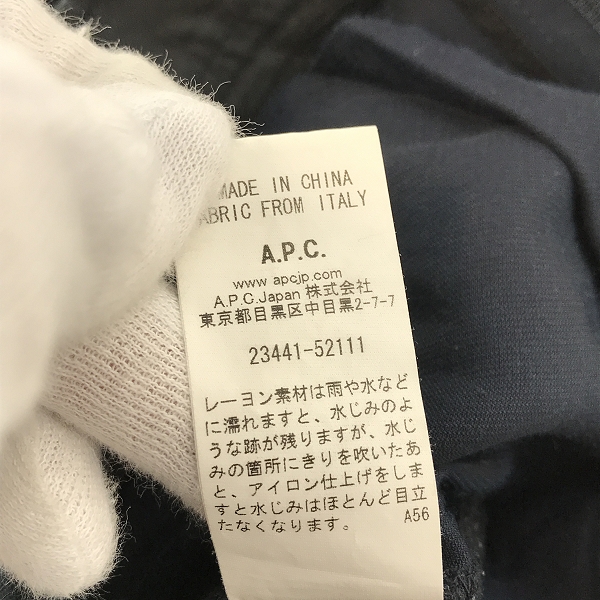 MADE IN CHINA
FABRIC FROM ITALY
A.P.C.
www apcjp.com
A.P.C.Japan 株式会社
東京都目黒区中目黒2-7-7
23441-52111
レーヨン素材は雨や水など
に濡れますと、水じみのよ
うな跡が残りますが、水じ
みの箇所にきりを吹いたあ
と、アイロン仕上げをしま
すと水じみはほとんど目立
たなくなります。
A56